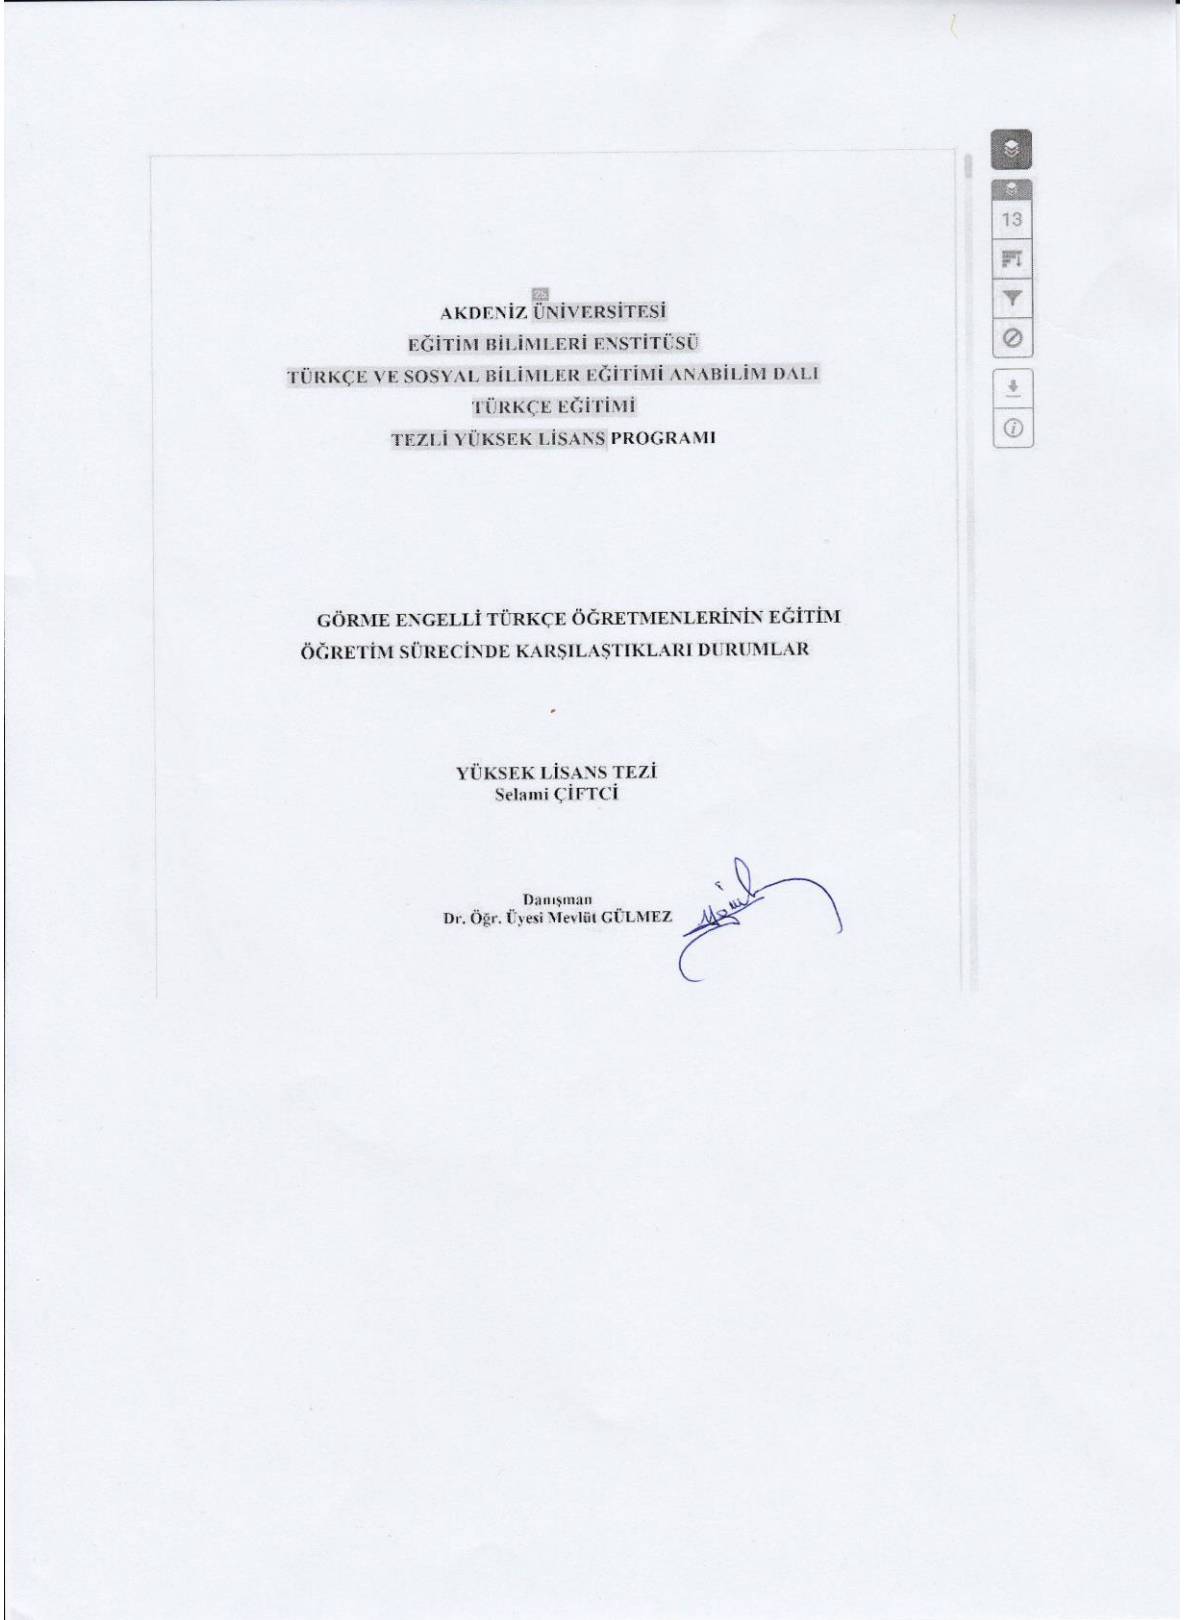 25
AKDENİZ ÜNİVERSİTESİ
EĞİTİM BİLİMLERİ ENSTİTÜSÜ
TÜRKÇE VE SOSYAL BİLİMLER EĞİTİMİ ANABİLİM DALI
TÜRKÇE EĞİTİMİ
TEZLİ YÜKSEK LİSANS PROGRAMI
13
GÖRME ENGELLİ TÜRKÇE ÖĞRETMENLERİNİN EĞİTİM
ÖĞRETİM SÜRECİNDE KARŞILAŞTIKLARI DURUMLAR
YÜKSEK LİSANS TEZİ
Selami ÇİFTCİ
Danışman
Dr. Öğr. Üyesi Mevlüt GÜLMEZ